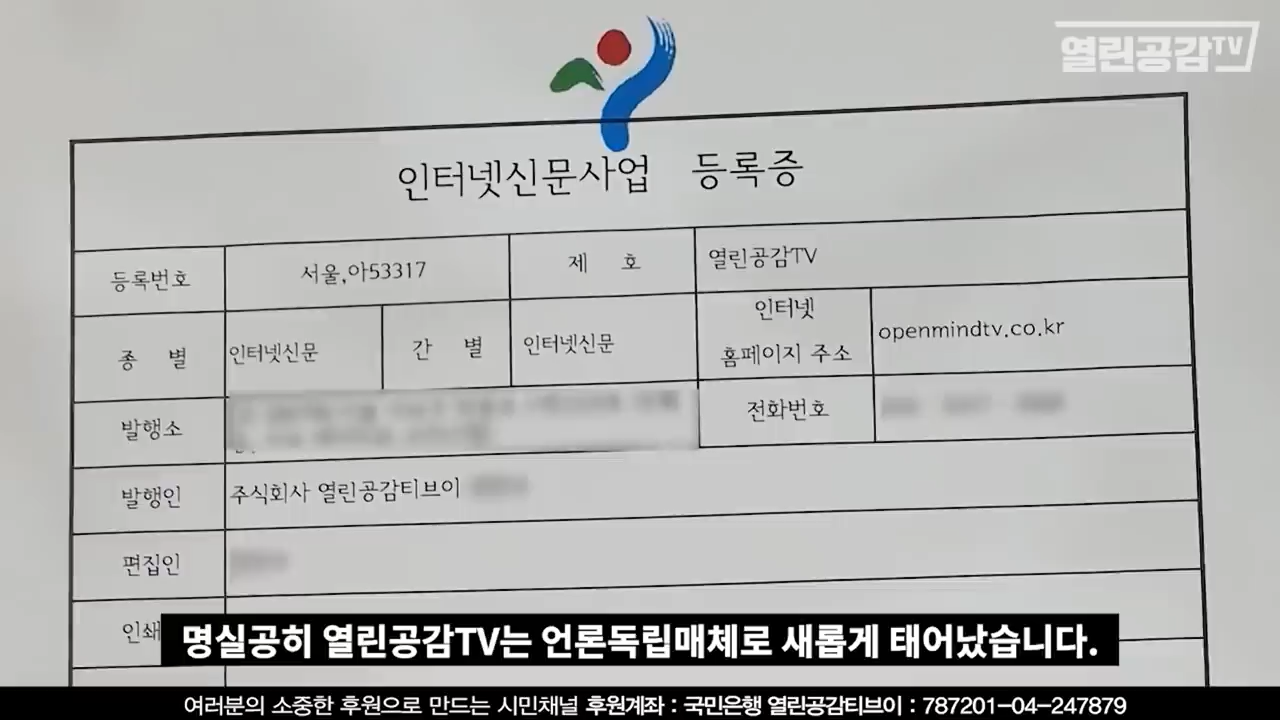 열린공감TV
인터넷신문사업 등록증
등록번호 서울,아53317 제 호 열린공감TV
종 별 인터넷신문 간 별 인터넷신문 인터넷 홈페이지 주소 openmindtv.co.kr
발행소 전화번호
발행인 주식회사 열린공감티브이
편집인
인쇄
명실공히 열린공감TV는 언론독립매체로 새롭게 태어났습니다.
여러분의 소중한 후원으로 만드는 시민채널 후원계좌 : 국민은행 열린공감티브이 : 787201-04-247879